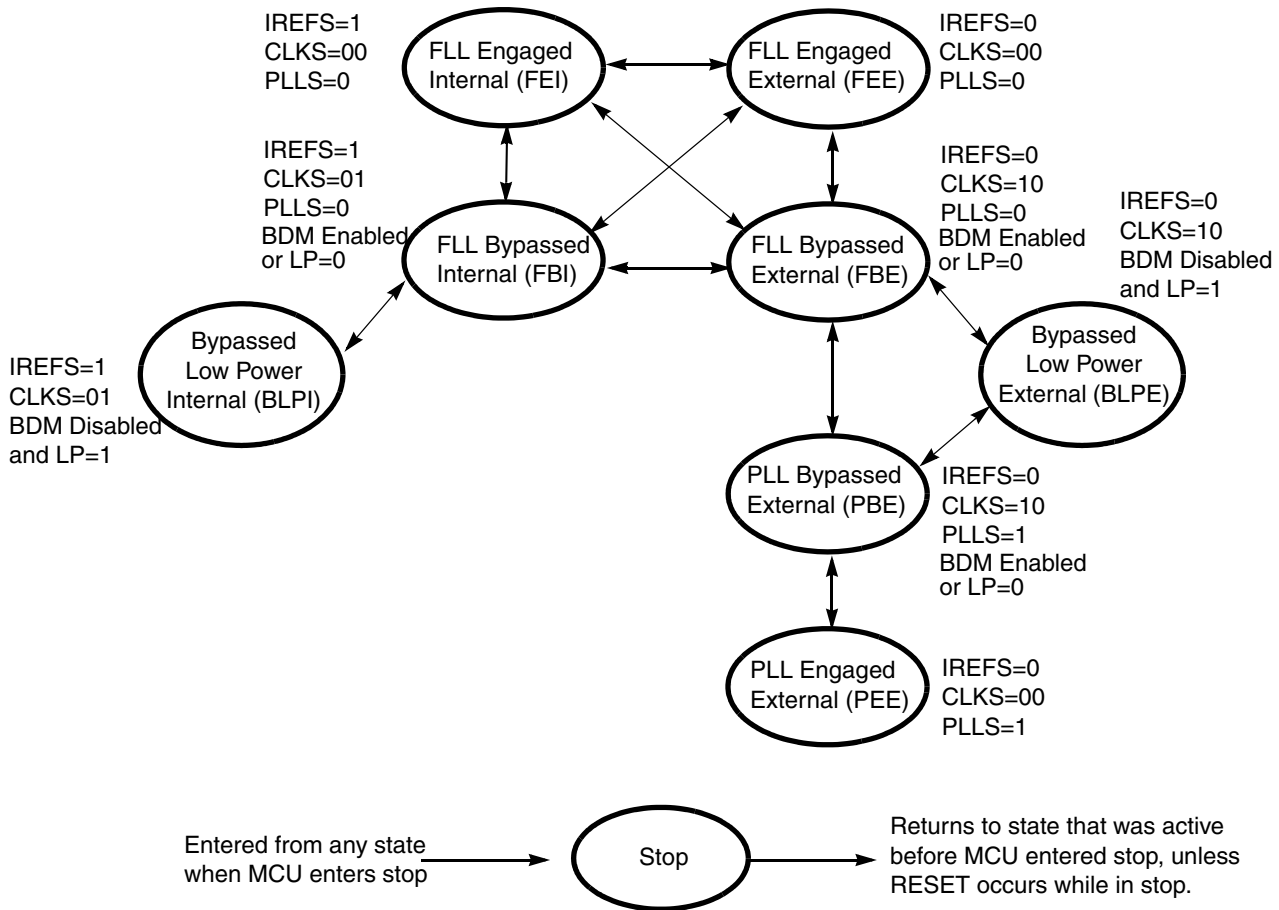 IREFS=1
CLKS=00
PLLS=0
FLL Engaged
Internal (FEI)
FLL Engaged
External (FEE)
IREFS=0
CLKS=00
PLLS=0
IREFS=1
CLKS=01
PLLS=0
BDM Enabled
or LP=0
FLL Bypassed
Internal (FBI)
FLL Bypassed
External (FBE)
IREFS=0
CLKS=10
PLLS=0
BDM Enabled
or LP=0
IREFS=0
CLKS=10
BDM Disabled
and LP=1
IREFS=1
CLKS=01
BDM Disabled
and LP=1
Bypassed
Low Power
Internal (BLPI)
Bypassed
Low Power
External (BLPE)
PLL Bypassed
External (PBE)
IREFS=0
CLKS=10
PLLS=1
BDM Enabled
or LP=0
PLL Engaged
External (PEE)
IREFS=0
CLKS=00
PLLS=1
Entered from any state
when MCU enters stop
Stop
Returns to state that was active
before MCU entered stop, unless
RESET occurs while in stop.